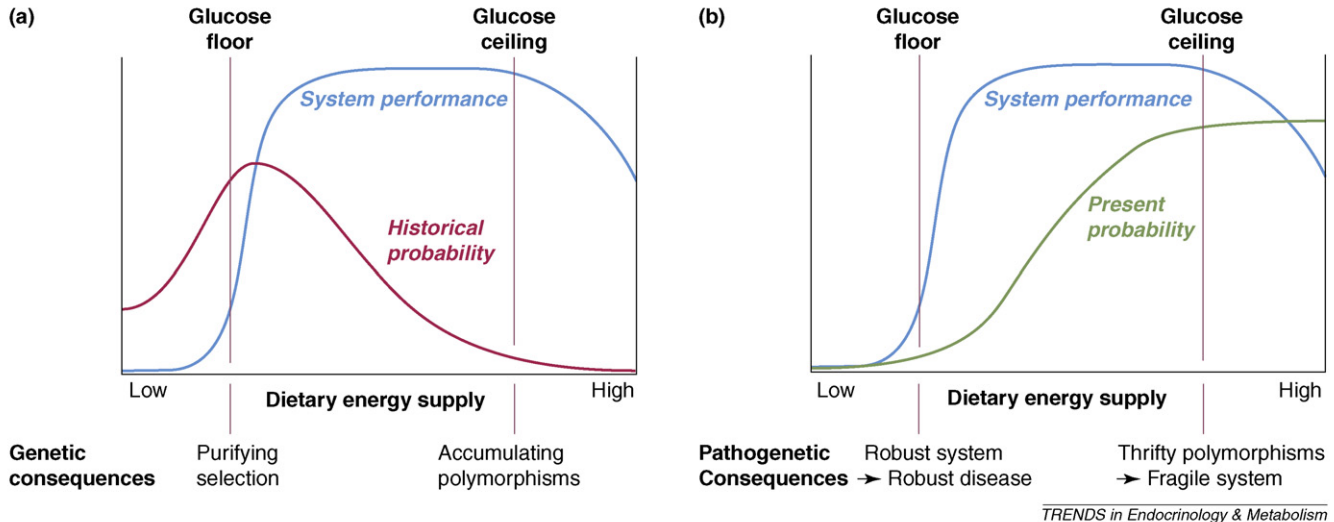 (a)
Glucose
floor
Glucose
ceiling
System performance
Historical
probability
Low
Dietary energy supply
High
Genetic
consequences
Purifying
selection
Accumulating
polymorphisms
(b)
Glucose
floor
Glucose
ceiling
System performance
Present
probability
Low
Dietary energy supply
High
Pathogenetic
Consequences
Robust system
→ Robust disease
Thrifty polymorphisms
→ Fragile system
TRENDS in Endocrinology & Metabolism